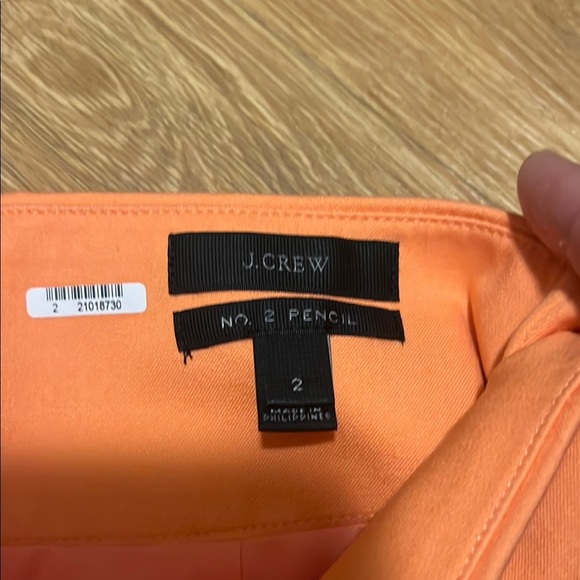 J.CREW
NO. 2 PENCIL
2 21018730
2
MADE IN
PHILIPPINES